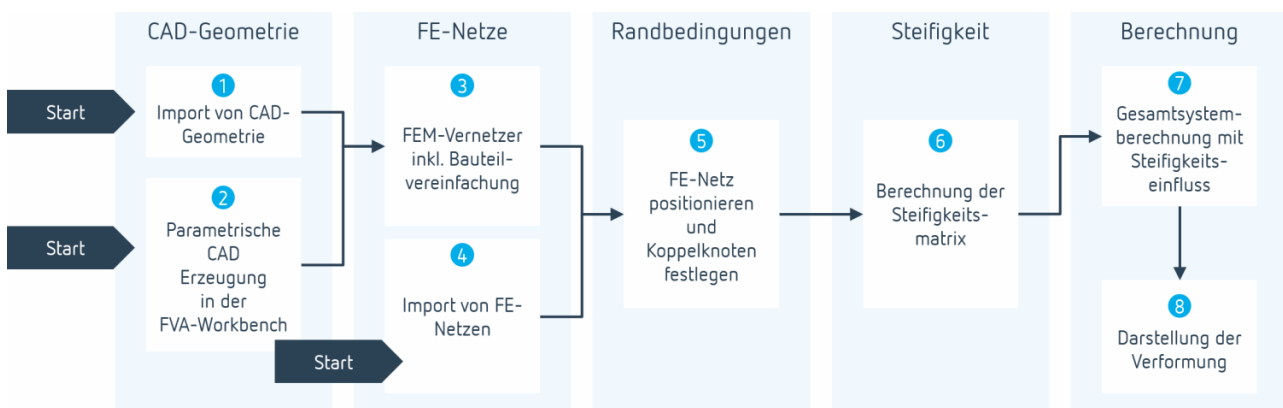 CAD-Geometrie
FE-Netze
Randbedingungen
Steifigkeit
Berechnung
Start
1
Import von CAD-
Geometrie
Start
2
Parametrische
CAD
Erzeugung
in der
FVA-Workbench
3
FEM-Vernetzer
inkl. Bauteil-
vereinfachung
Start
4
Import von FE-
Netzen
5
FE-Netz
positionieren
und
Koppelknoten
festlegen
6
Berechnung der
Steifigkeits-
matrix
7
Gesamtsystem-
berechnung mit
Steifigkeits-
einfluss
8
Darstellung der
Verformung